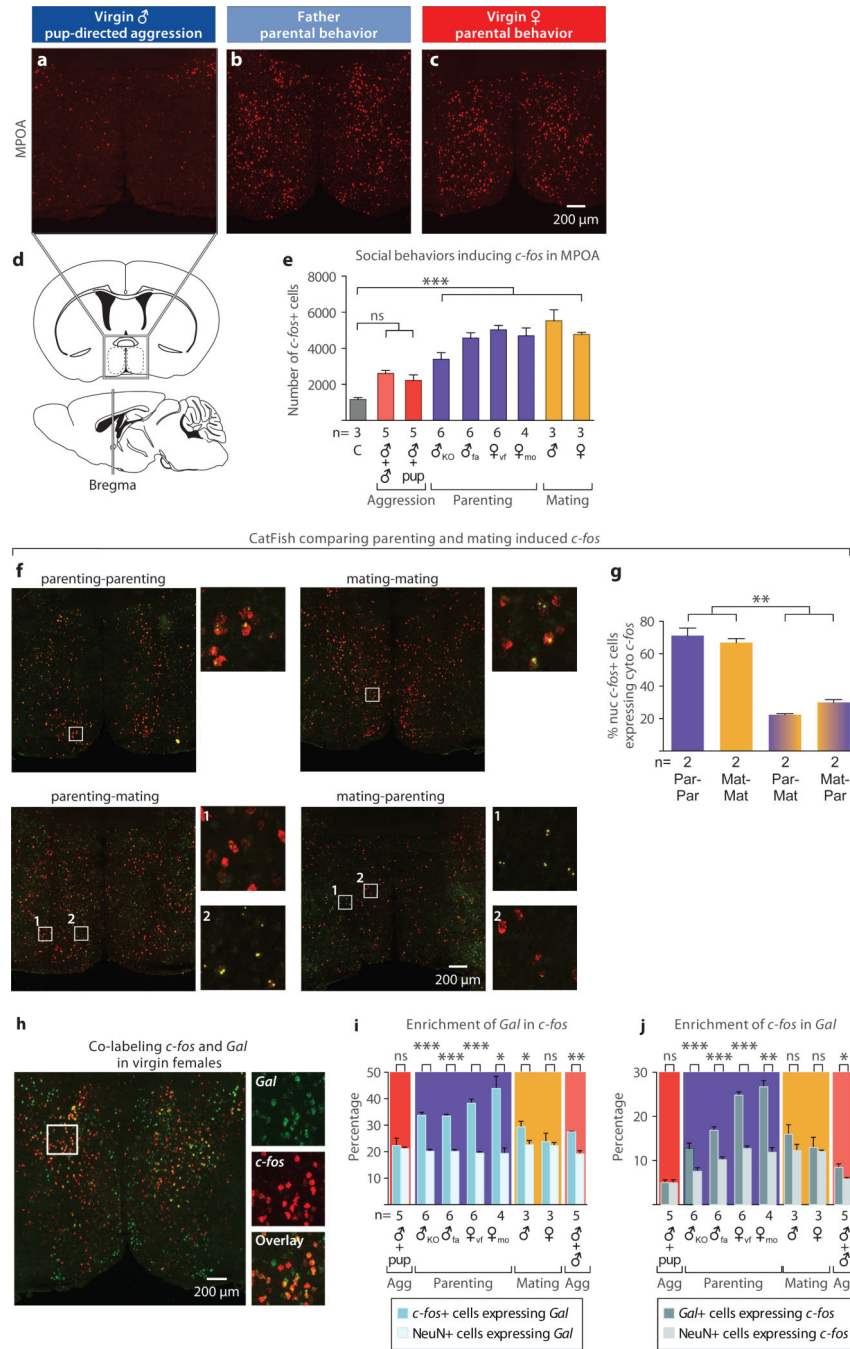 Virgin ♂
pup-directed aggression
Father
parental behavior
Virgin ♀
parental behavior
a
b
c
MPOA
200 μm
d
Bregma
e
Social behaviors inducing c-fos in MPOA
Number of c-fos+ cells
8000
6000
4000
2000
***
ns
n= 3 5 5 6 6 6 4 3 3
C ♂ + ♂ ♂ + pup ♂KO ♂fa ♀vf ♀mo ♂ ♀
Aggression Parenting Mating
CatFish comparing parenting and mating induced c-fos
f
parenting-parenting
mating-mating
parenting-mating
1
2
1
2
mating-parenting
1
2
1
2
200 μm
g
% nuc c-fos+ cells
expressing cyto c-fos
80
60
40
20
**
n= 2 2 2 2
Par- Mat- Par- Mat-
Par Mat Mat Par
h
Co-labeling c-fos and Gal
in virgin females
Gal
c-fos
Overlay
200 μm
i
Enrichment of Gal in c-fos
ns *** *** *** * * ns **
Percentage
50
40
30
20
10
0
n= 5 6 6 6 4 3 3 5
♂ + pup ♂KO ♂fa ♀vf ♀mo ♂ ♀ ♂ + ♂
Agg Parenting Mating Agg
c-fos+ cells expressing Gal
NeuN+ cells expressing Gal
j
Enrichment of c-fos in Gal
ns *** *** *** ** ns ns *
Percentage
30
20
10
0
5 6 6 6 4 3 3 5
♂ + pup ♂KO ♂fa ♀vf ♀mo ♂ ♀ ♂ + ♂
Agg Parenting Mating A
Gal+ cells expressing c-fos
NeuN+ cells expressing c-fos